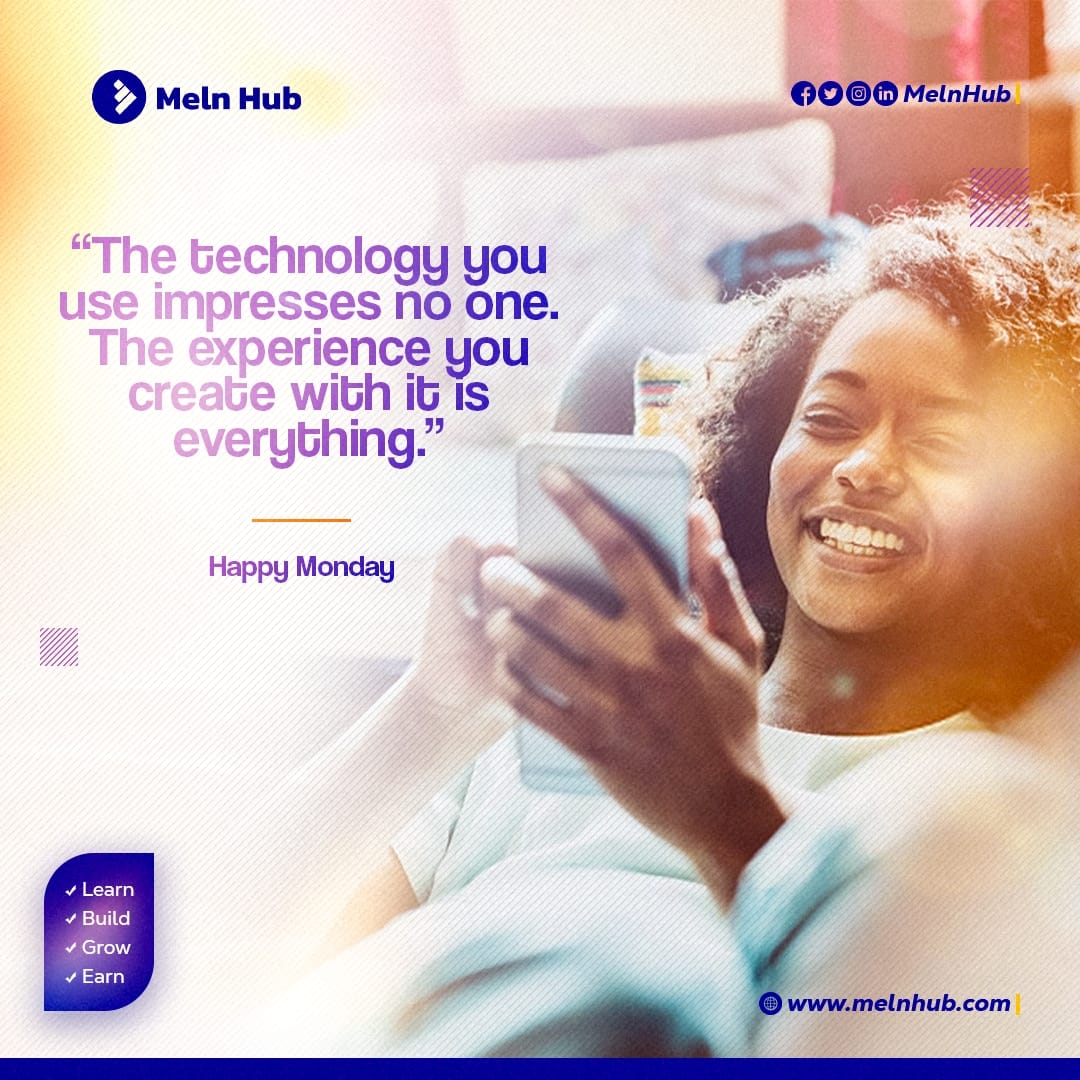 Meln Hub
MelnHub
“The technology you
use impresses no one.
The experience you
create with it is
everything.”
Happy Monday
Learn
Build
Grow
Earn
www.melnhub.com